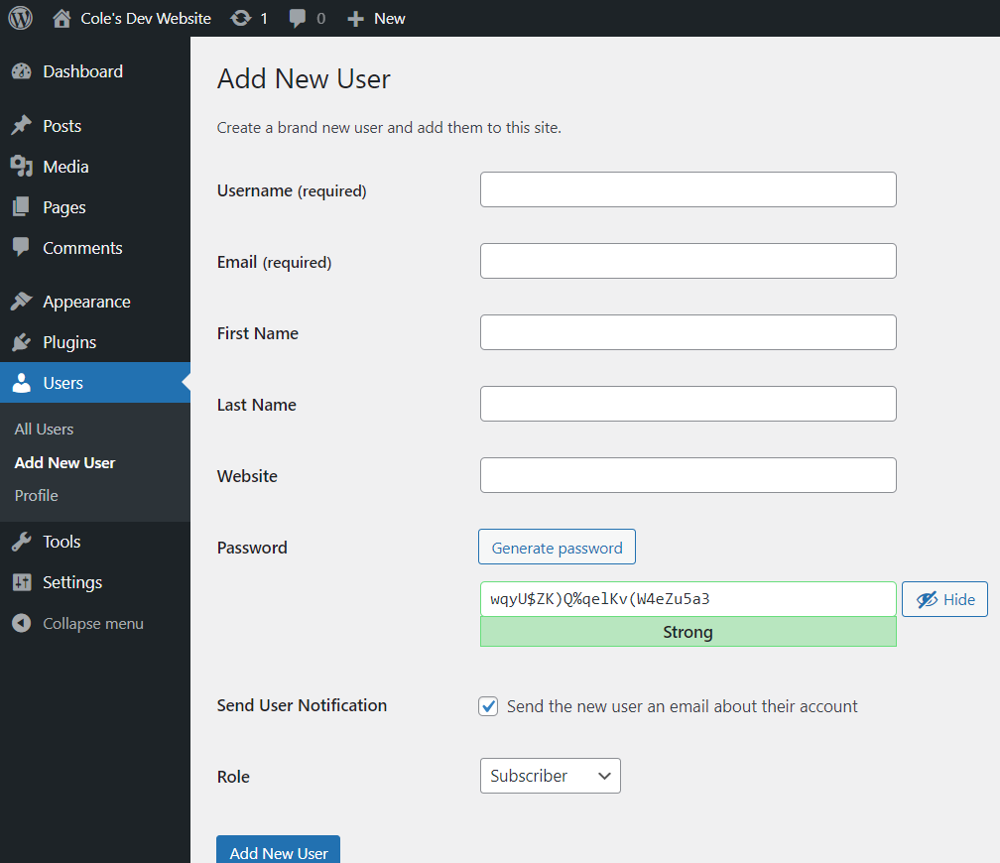 Cole's Dev Website 1 0 New
Dashboard
Posts
Media
Pages
Comments
Appearance
Plugins
Users
All Users
Add New User
Profile
Tools
Settings
Collapse menu
Add New User
Create a brand new user and add them to this site.
Username (required)
Email (required)
First Name
Last Name
Website
Password
Generate password
wqyU$ZK)Q%qelKv(W4eZu5a3
Hide
Strong
Send User Notification
Send the new user an email about their account
Role
Subscriber
Add New User